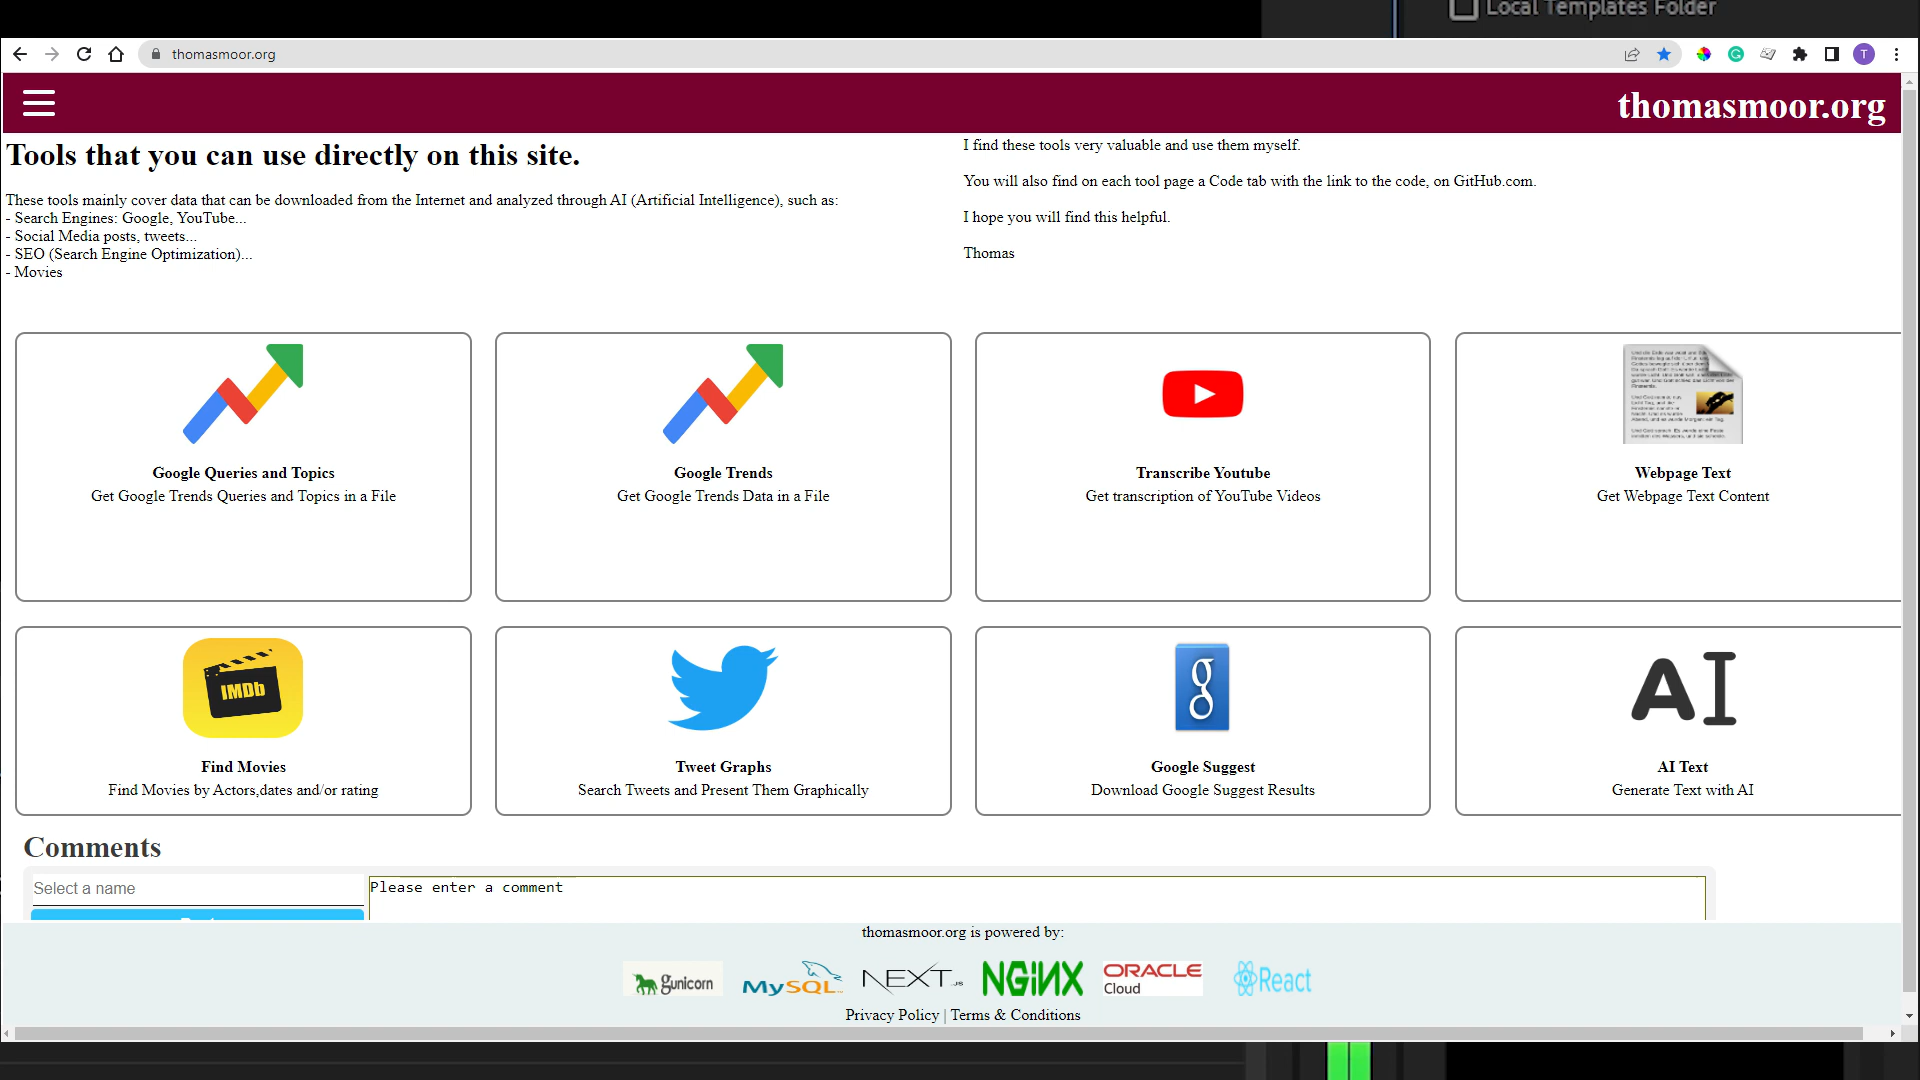 Local Templates Folder
thomasmoor.org
T
thomasmoor.org
Tools that you can use directly on this site.
These tools mainly cover data that can be downloaded from the Internet and analyzed through AI (Artificial Intelligence), such as:
- Search Engines: Google, YouTube...
- Social Media posts, tweets...
- SEO (Search Engine Optimization)...
- Movies
I find these tools very valuable and use them myself.
You will also find on each tool page a Code tab with the link to the code, on GitHub.com.
I hope you will find this helpful.
Thomas
Google Queries and Topics
Get Google Trends Queries and Topics in a File
Google Trends
Get Google Trends Data in a File
Transcribe Youtube
Get transcription of YouTube Videos
Webpage Text
Get Webpage Text Content
IMDb
Find Movies
Find Movies by Actors,dates and/or rating
Tweet Graphs
Search Tweets and Present Them Graphically
g
Google Suggest
Download Google Suggest Results
AI
AI Text
Generate Text with AI
Comments
Select a name
Please enter a comment
thomasmoor.org is powered by:
gunicorn
MySQL
NEXT.JS
NGINX
ORACLE
Cloud
React
Privacy Policy | Terms & Conditions